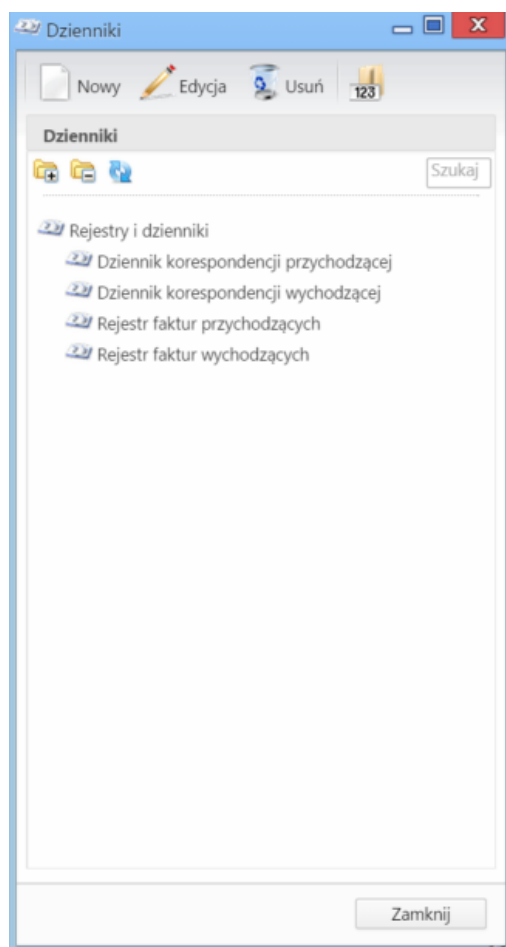 Dzienniki
Nowy Edycja Usuń 123
Dzienniki
Szukaj
Rejestry i dzienniki
Dziennik korespondencji przychodzącej
Dziennik korespondencji wychodzącej
Rejestr faktur przychodzących
Rejestr faktur wychodzących
Zamknij